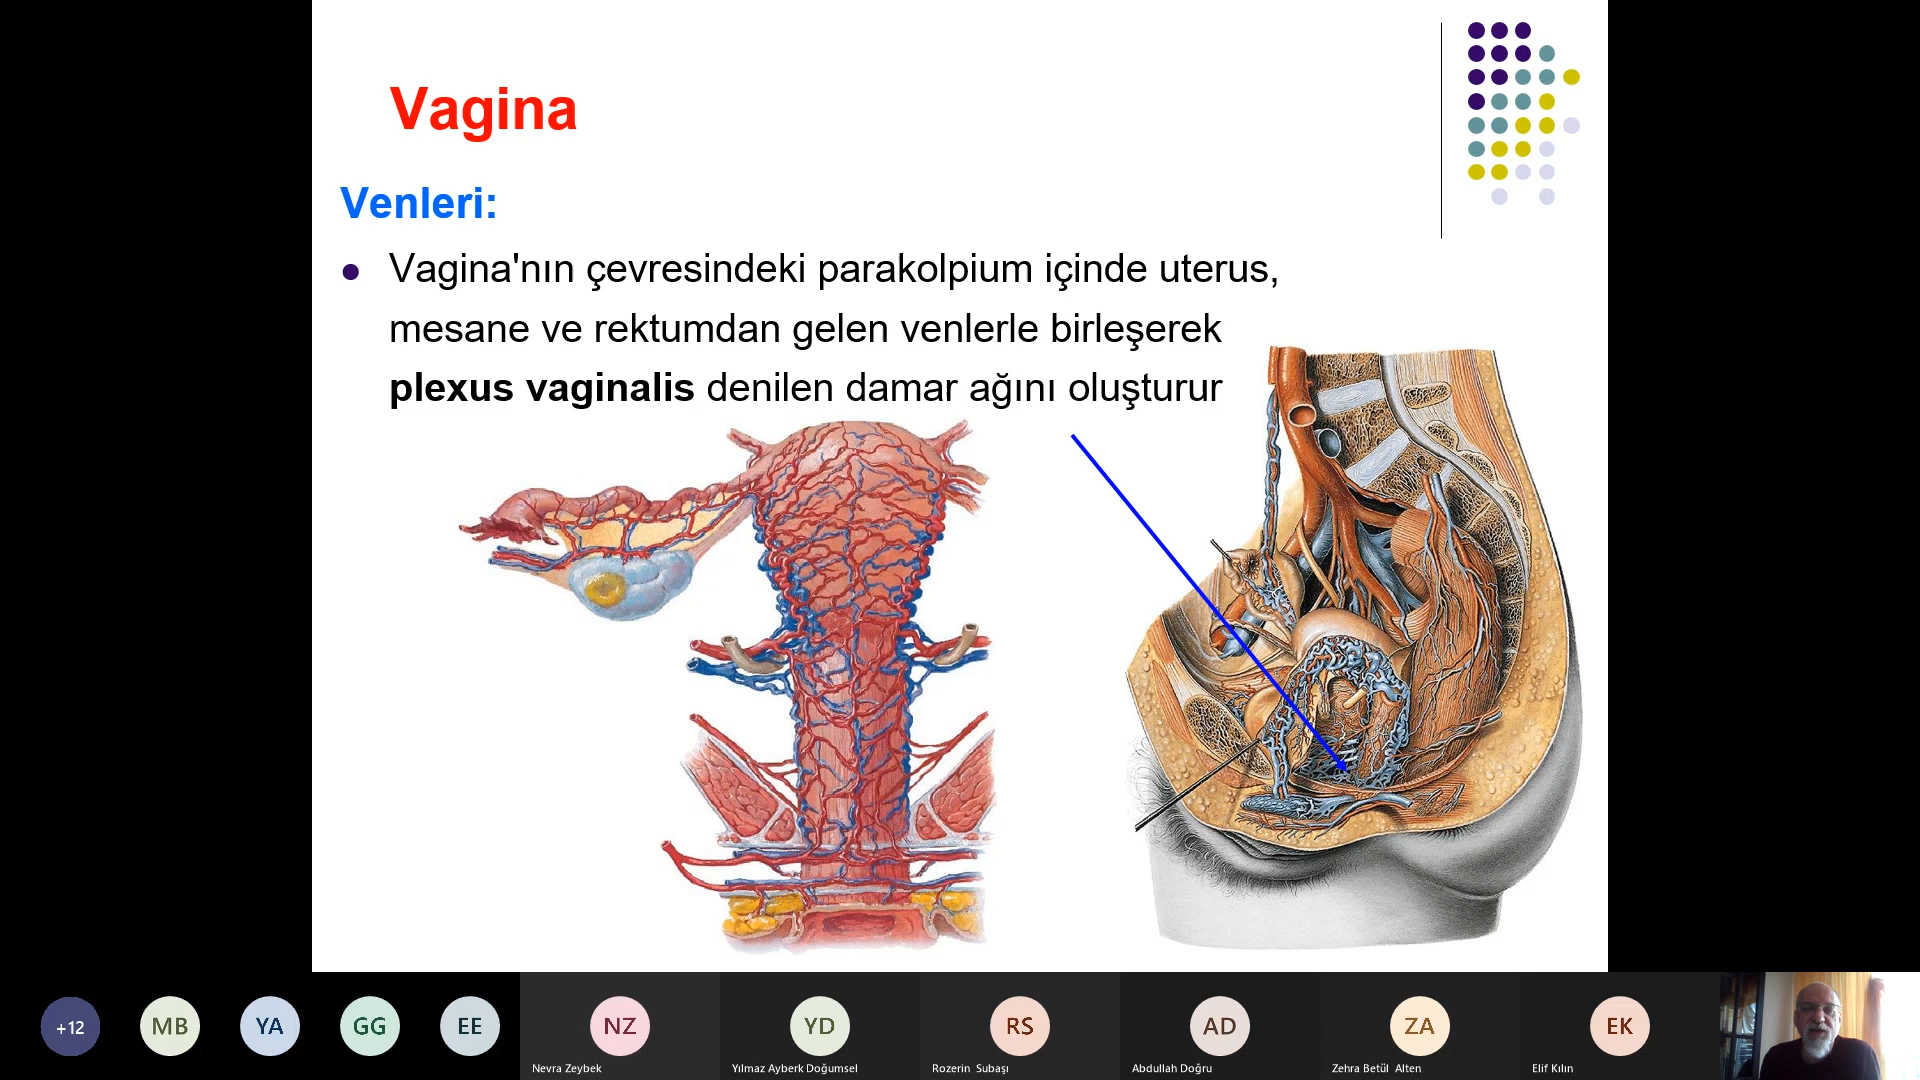 Vagina
Venleri:
Vagina'nın çevresindeki parakolpium içinde uterus,
mesane ve rektumdan gelen venlerle birleşerek
plexus vaginalis denilen damar ağını oluşturur
+12
MB
YA
GG
EE
NZ
YD
RS
AD
ZA
EK
Nevra Zeybek
Yılmaz Ayberk Doğumsel
Rozerin Subaşı
Abdullah Doğru
Zehra Betül Alten
Elif Kılın